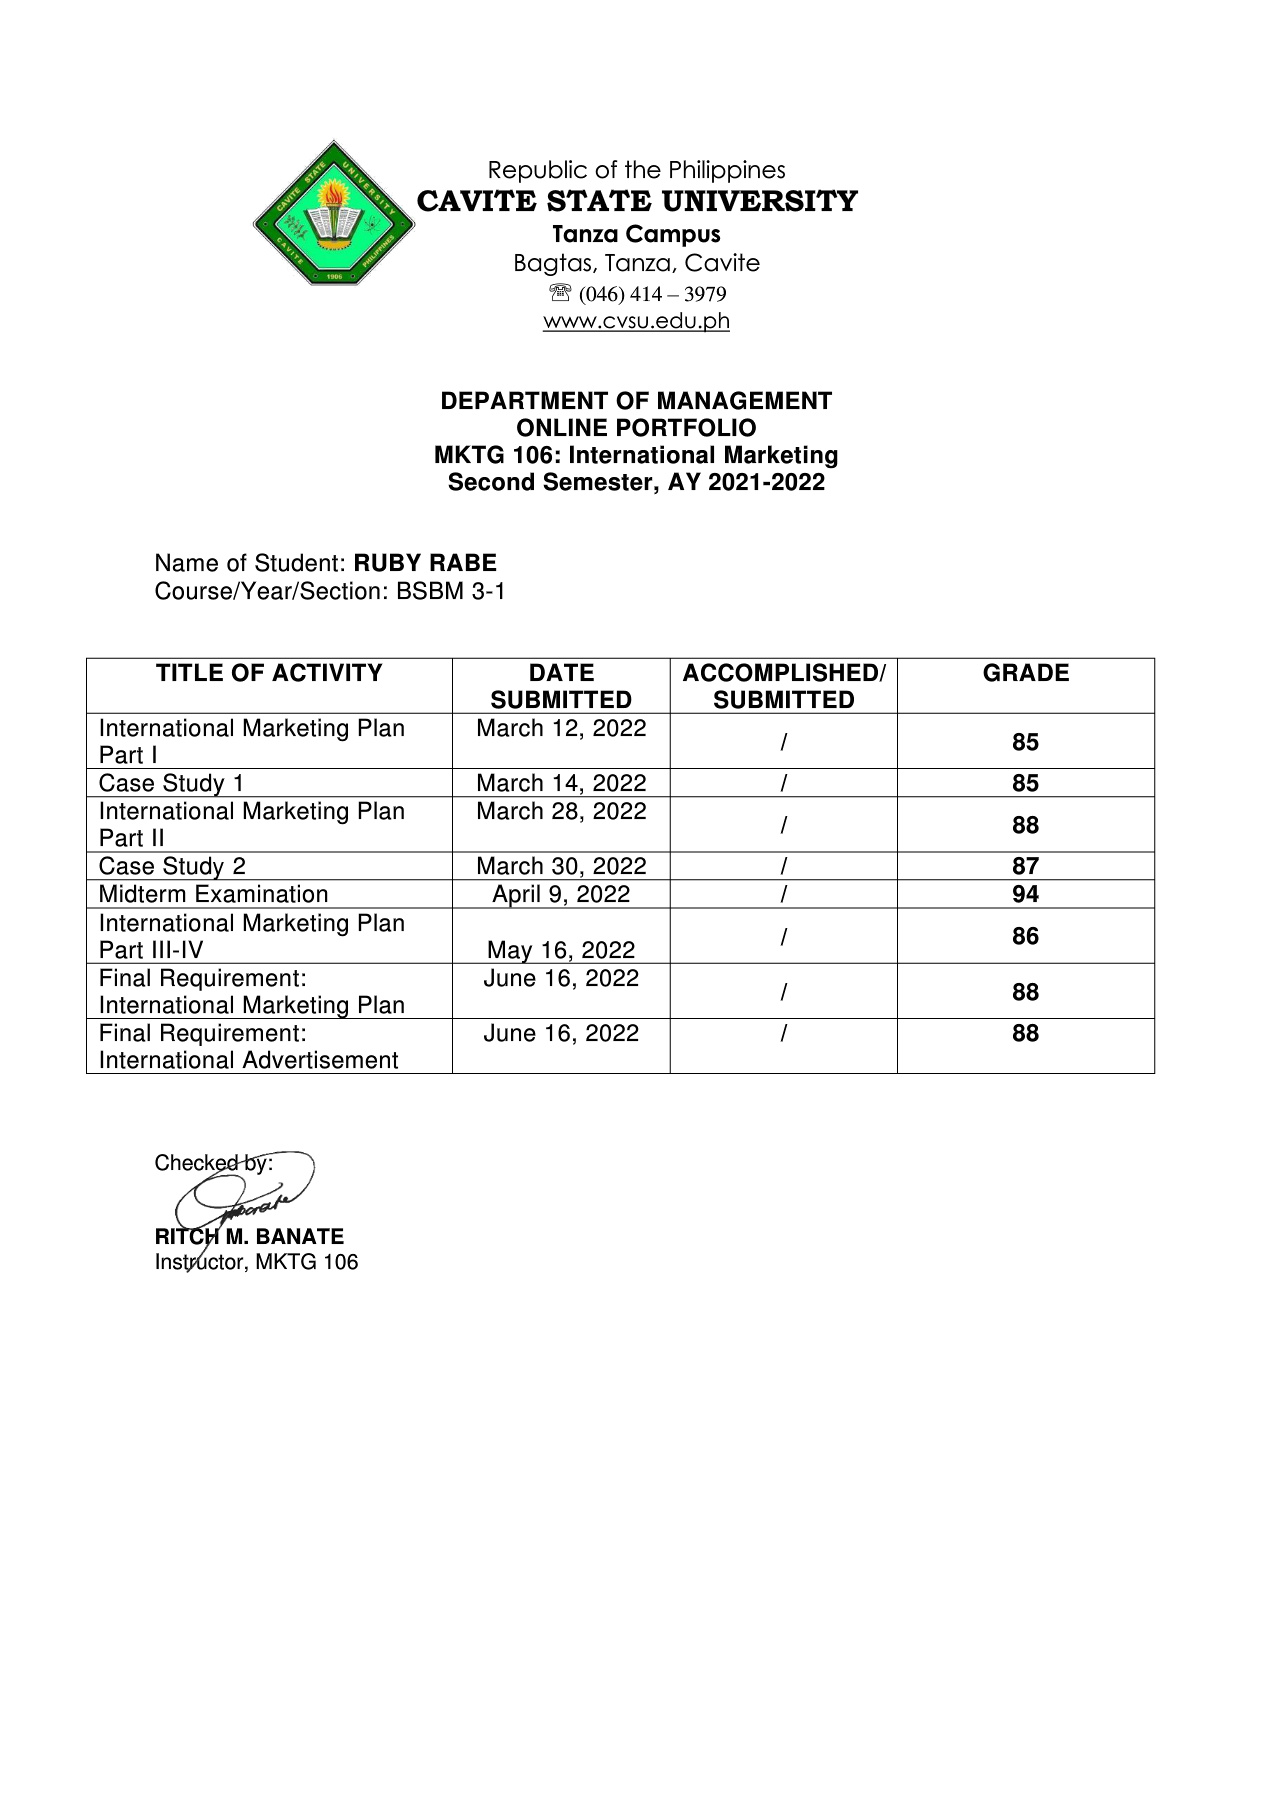 CAVITE STATE UNIVERSITY
CAVITE PHILIPPINES
1906
Republic of the Philippines
CAVITE STATE UNIVERSITY
Tanza Campus
Bagtas, Tanza, Cavite
☏ (046) 414 – 3979
www.cvsu.edu.ph
DEPARTMENT OF MANAGEMENT
ONLINE PORTFOLIO
MKTG 106: International Marketing
Second Semester, AY 2021-2022
Name of Student: RUBY RABE
Course/Year/Section: BSBM 3-1
TITLE OF ACTIVITY DATE ACCOMPLISHED/ GRADE
SUBMITTED SUBMITTED
International Marketing Plan March 12, 2022 / 85
Part I
Case Study 1 March 14, 2022 / 85
International Marketing Plan March 28, 2022 / 88
Part II
Case Study 2 March 30, 2022 / 87
Midterm Examination April 9, 2022 / 94
International Marketing Plan / 86
Part III-IV May 16, 2022
Final Requirement: June 16, 2022 / 88
International Marketing Plan
Final Requirement: June 16, 2022 / 88
International Advertisement
Checked by:
RITCH M. BANATE
Instructor, MKTG 106